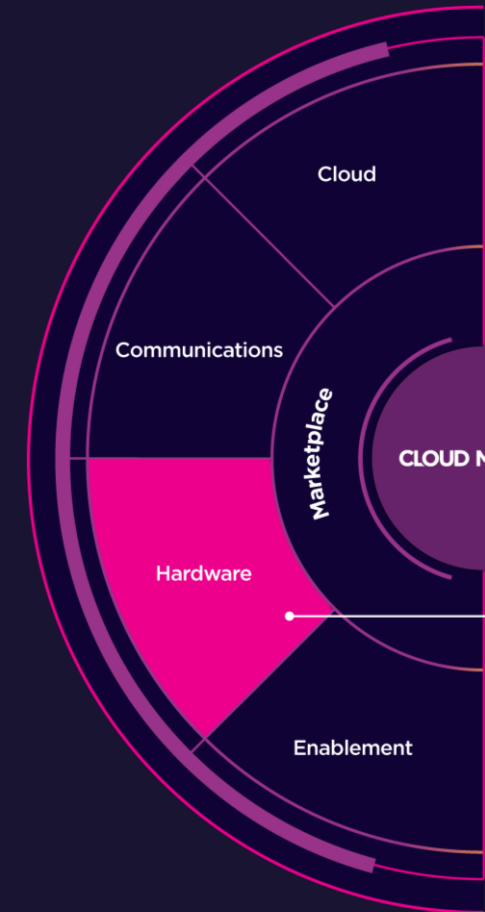 Cloud
Communications
Marketplace
CLOUD
Hardware
Enablement